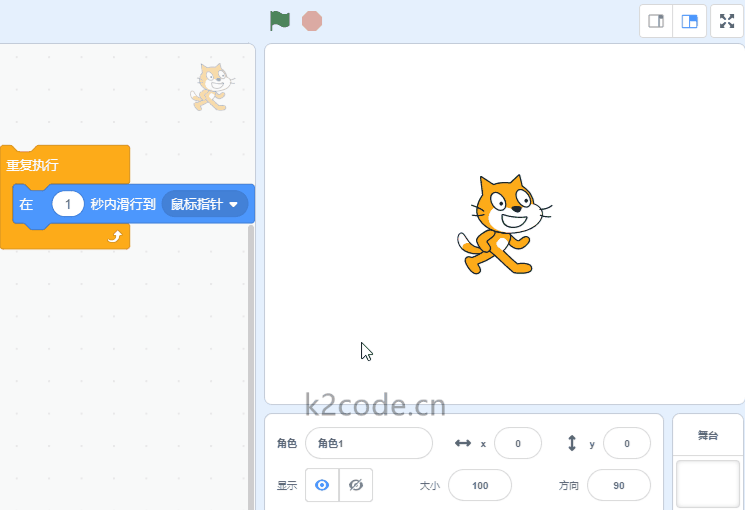 重复执行
在 1 秒内滑行到 鼠标指针
k2code.cn
角色 角色1 x 0 y 0
舞台
显示 大小 100 方向 90